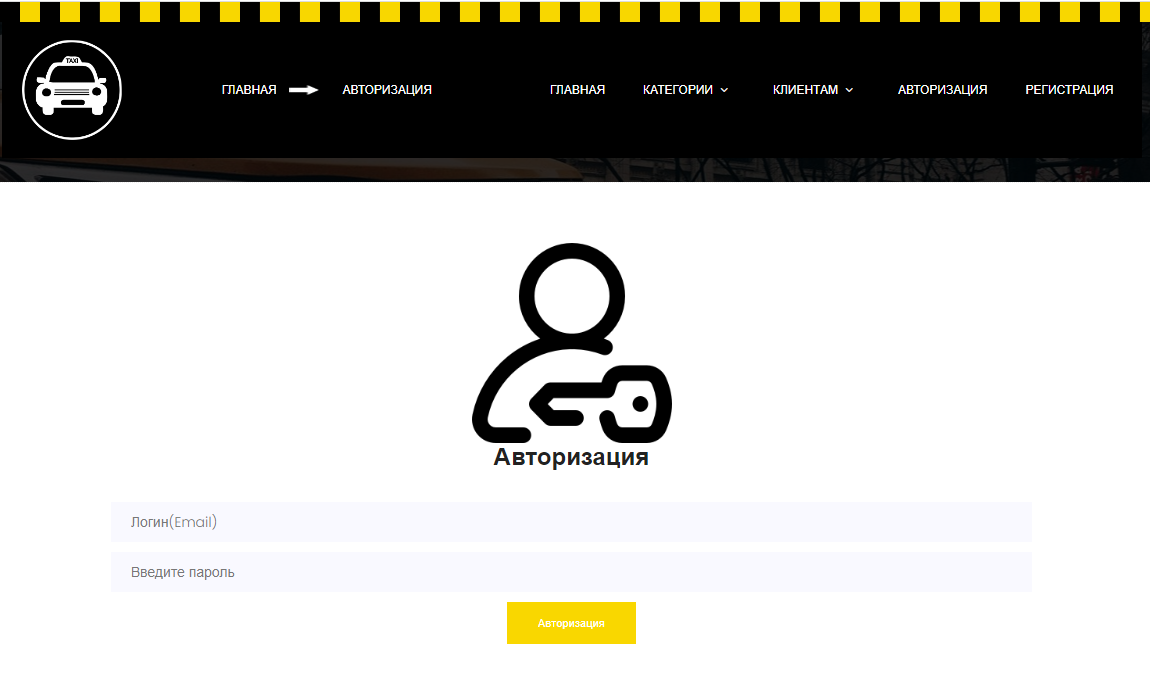 TAXI
ГЛАВНАЯ АВТОРИЗАЦИЯ ГЛАВНАЯ КАТЕГОРИИ КЛИЕНТАМ АВТОРИЗАЦИЯ РЕГИСТРАЦИЯ
Авторизация
Логин(Email)
Введите пароль
Авторизация